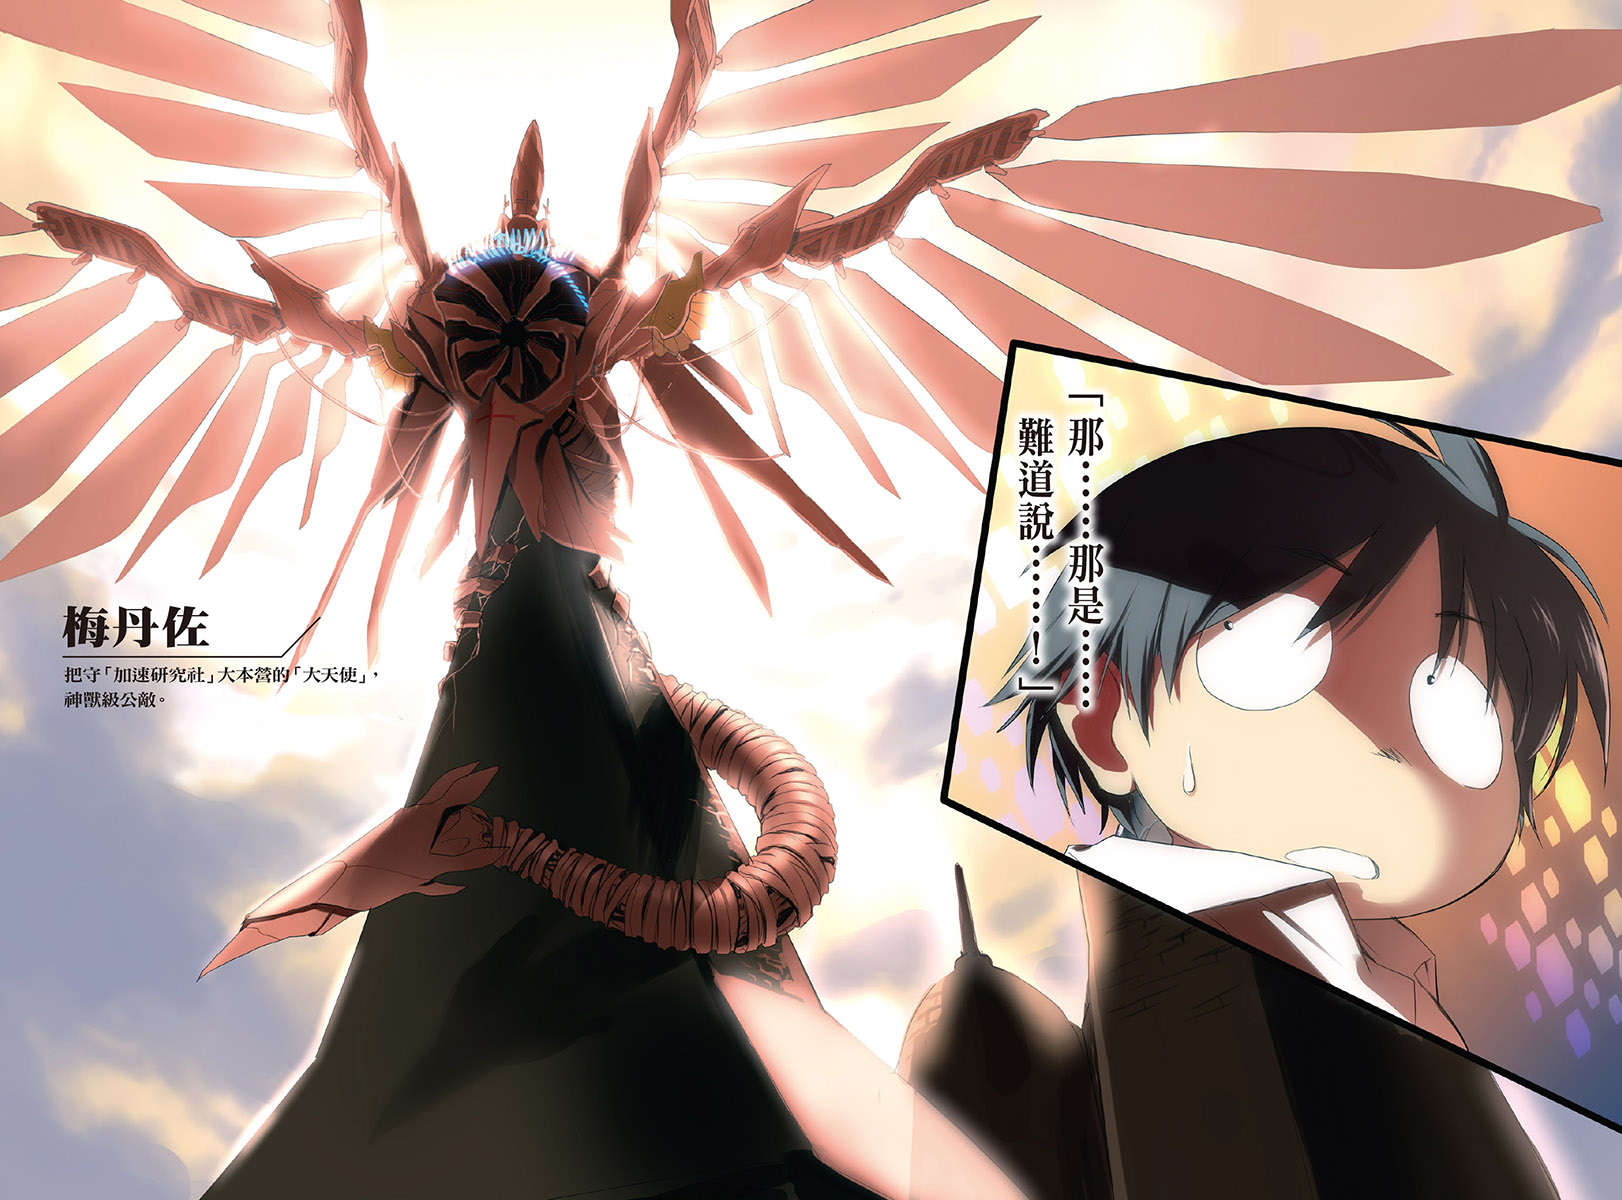 「那……那是……
難道說……！」
梅丹佐
把守「加速研究社」大本營的「大天使」，
神獸級公敵。